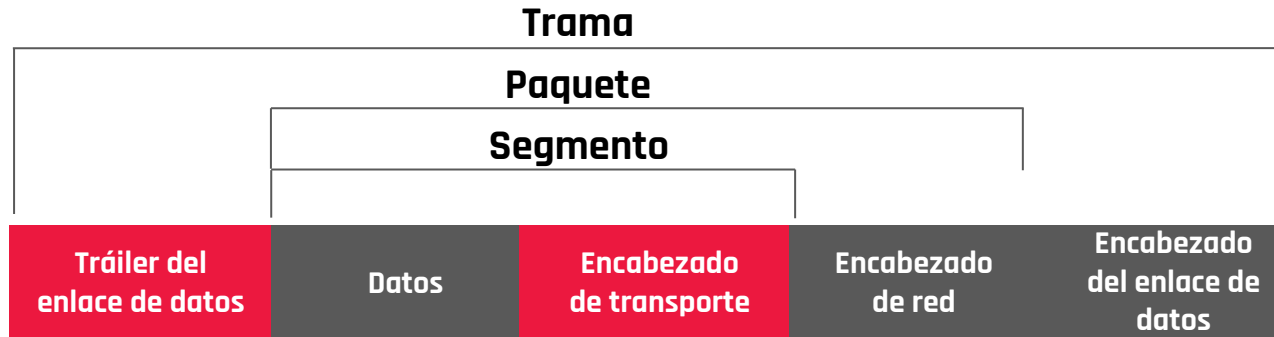 Trama
Paquete
Segmento
Tráiler del
enlace de datos
Datos
Encabezado
de transporte
Encabezado
de red
Encabezado
del enlace de
datos